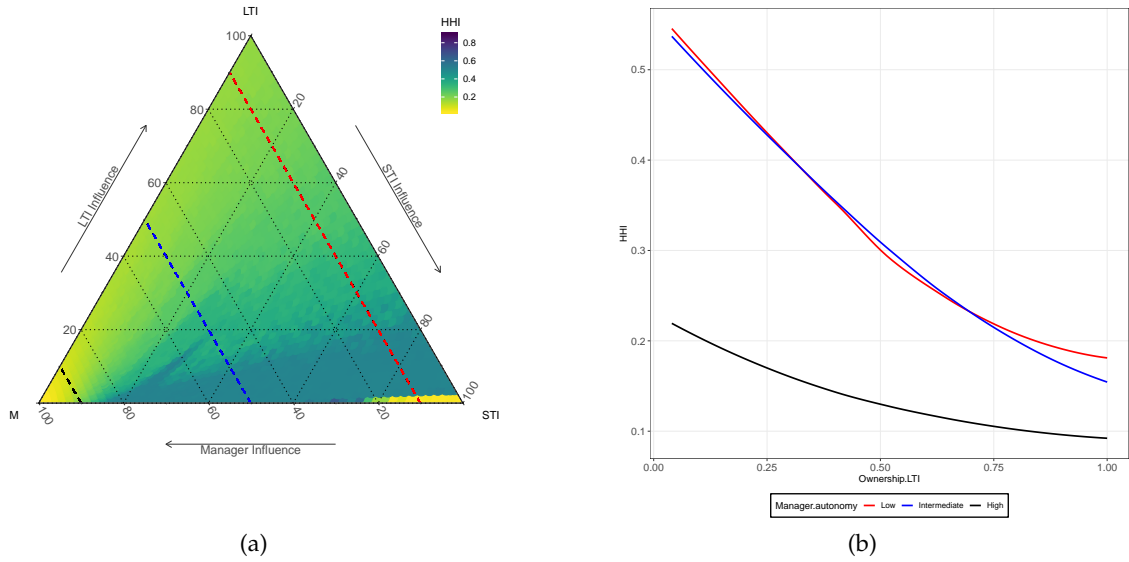 LTI
HHI
0.8
0.6
0.4
0.2
100
80
60
40
20
20
40
60
80
100
LTI Influence
STI Influence
M
100
80
60
40
20
STI
Manager Influence
(a)
HHI
0.5
0.4
0.3
0.2
0.1
0.00
0.25
0.50
0.75
1.00
Ownership.LTI
Manager.autonomy Low Intermediate High
(b)